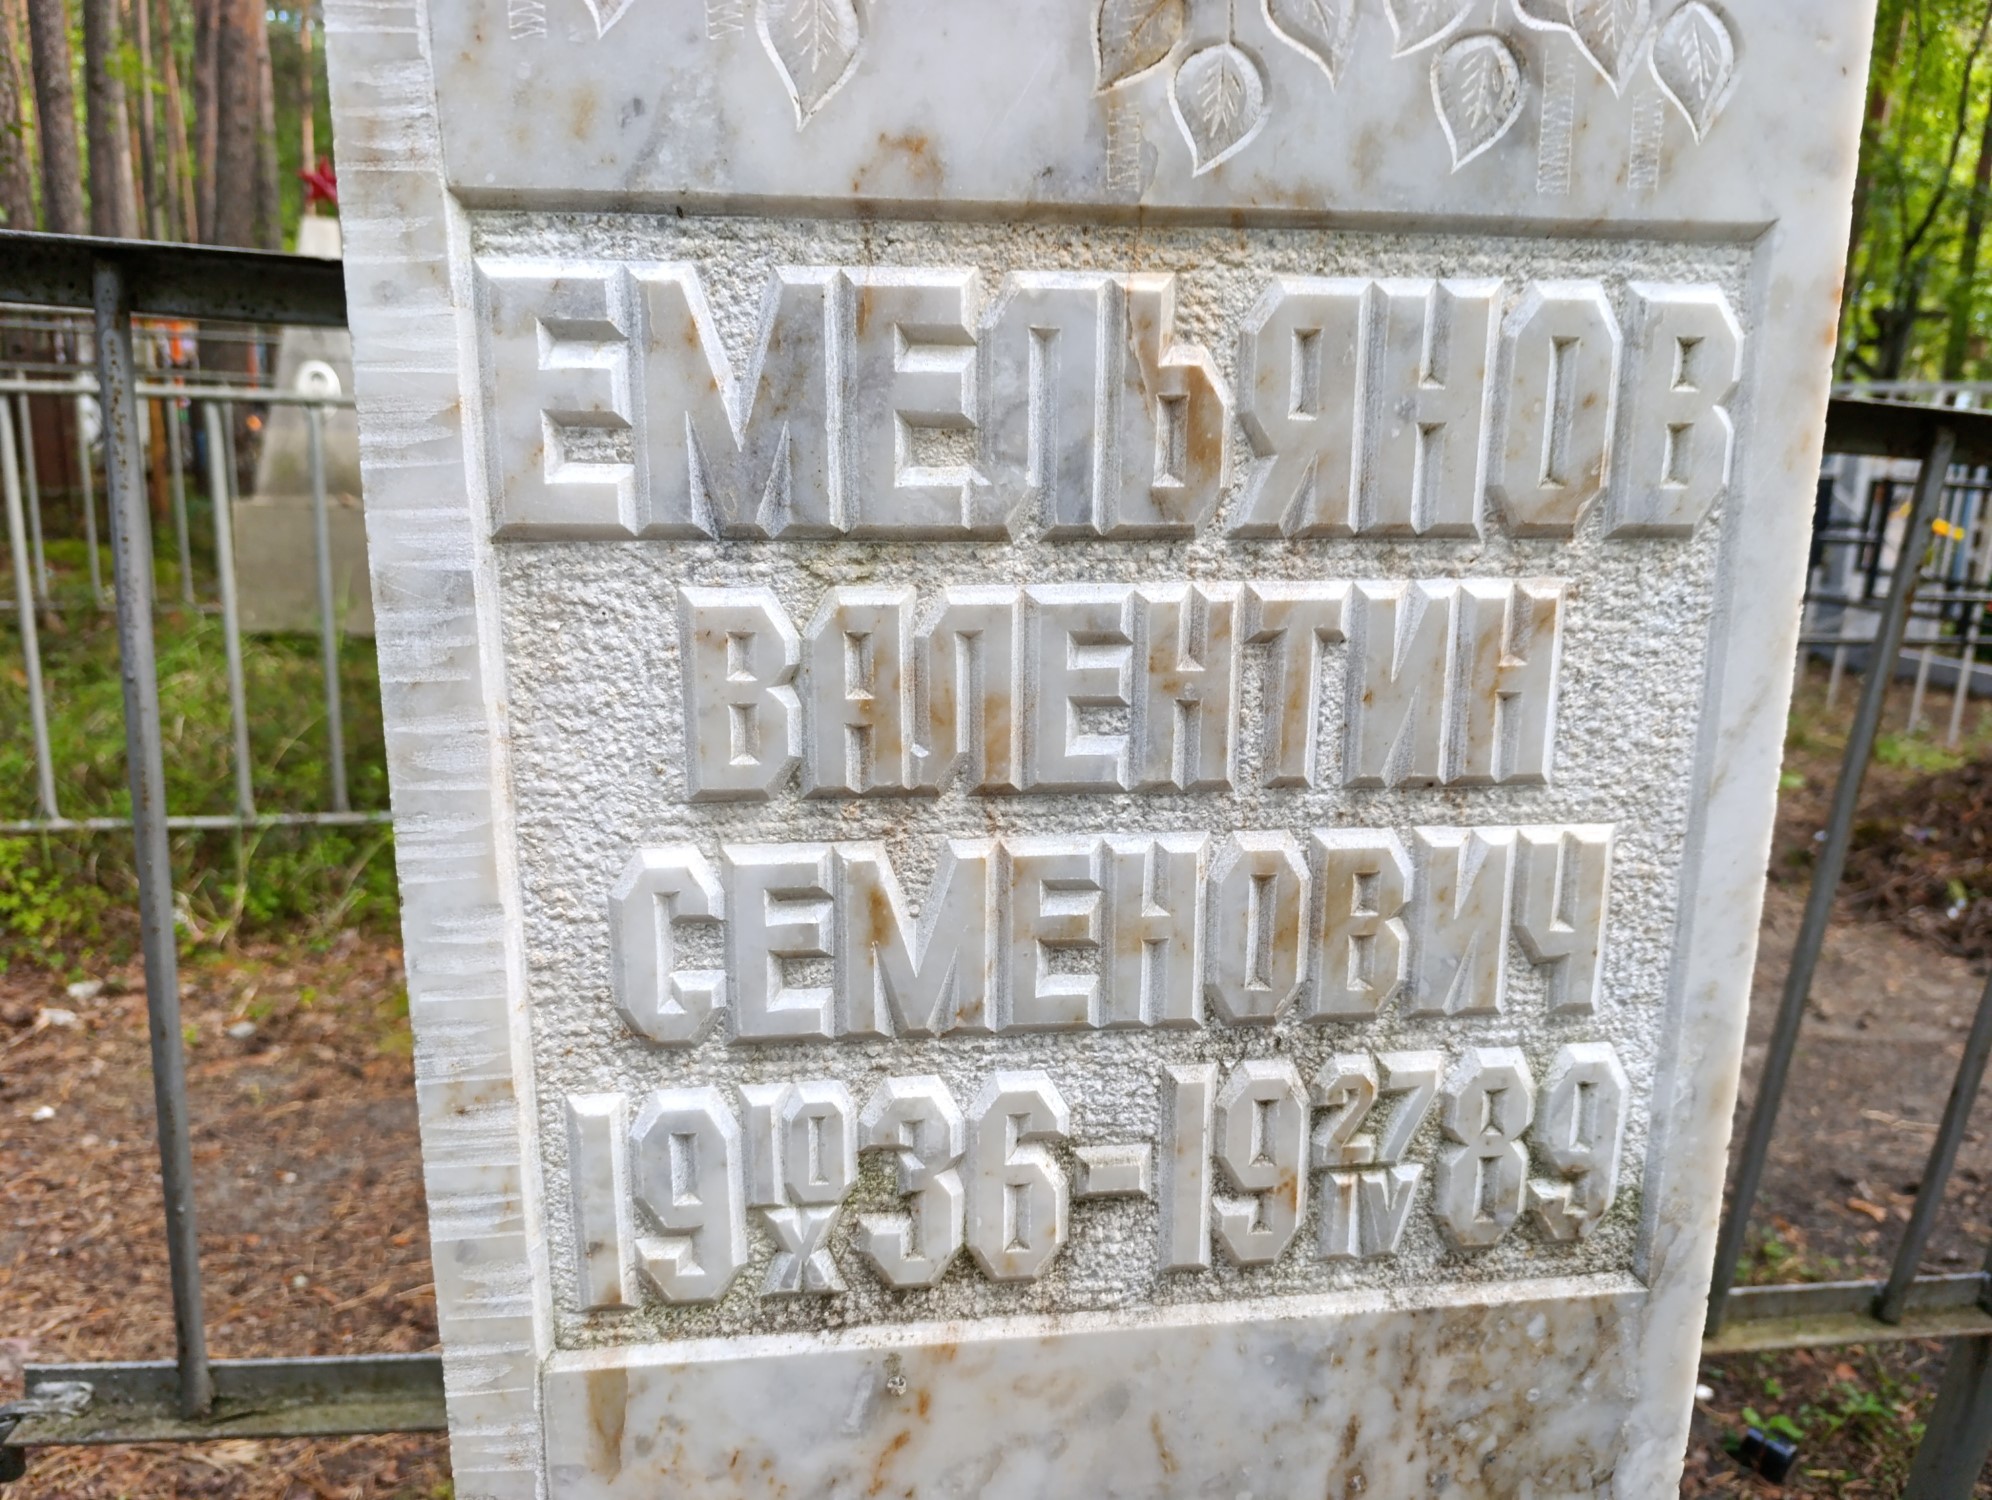 ЕМЕЛЬЯНОВ
ВАЛЕНТИН
СЕМЕНОВИЧ
19 10/X 36 - 19 27/IV 89